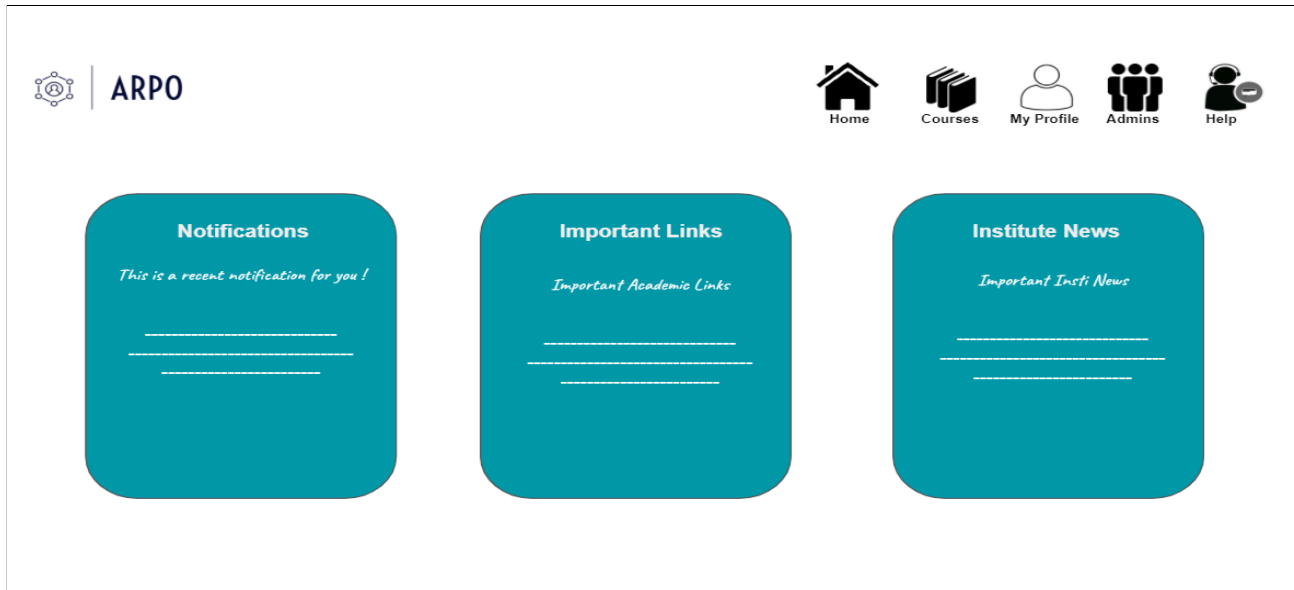 ARPO
Home
Courses
My Profile
Admins
Help
Notifications
This is a recent notification for you !
Important Links
Important Academic Links
Institute News
Important Insti News